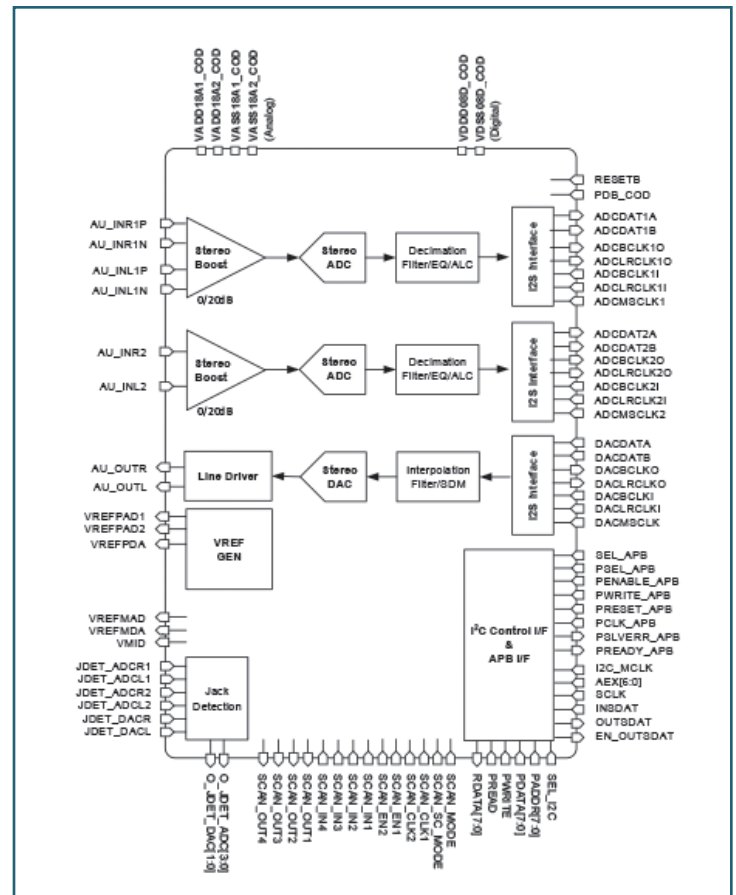 VADD18A1_COD
VADD18A2_COD
VASS18A1_COD
VASS18A2_COD
(Analog)
VDDD08D_COD
VDSS08D_COD
(Digital)
RESETB
PDB_COD
AU_INR1P
AU_INR1N
AU_INL1P
AU_INL1N
Stereo
Boost
0/20dB
Stereo
ADC
Decimation
Filter/EQ/ALC
I2S Interface
ADCDAT1A
ADCDAT1B
ADCBCLK1O
ADCLRCLK1O
ADCBCLK1I
ADCLRCLK1I
ADCMSCLK1
AU_INR2
AU_INL2
Stereo
Boost
0/20dB
Stereo
ADC
Decimation
Filter/EQ/ALC
I2S Interface
ADCDAT2A
ADCDAT2B
ADCBCLK2O
ADCLRCLK2O
ADCBCLK2I
ADCLRCLK2I
ADCMSCLK2
AU_OUTR
AU_OUTL
Line Driver
Stereo
DAC
Interpolation
Filter/SDM
I2S Interface
DACDATA
DACDATB
DACBCLKO
DACLRCLKO
DACBCLKI
DACLRCLKI
DACMSCLK
VREFPAD1
VREFPAD2
VREFPDA
VREF
GEN
VREFMAD
VREFMDA
VMID
JDET_ADCR1
JDET_ADCL1
JDET_ADCR2
JDET_ADCL2
JDET_DACR
JDET_DACL
Jack
Detection
I²C Control I/F
&
APB I/F
SEL_APB
PSEL_APB
PENABLE_APB
PWRITE_APB
PRESET_APB
PCLK_APB
PSLVERR_APB
PREADY_APB
I2C_MCLK
AEX[6:0]
SCLK
INSDAT
OUTSDAT
EN_OUTSDAT
O_JDET_DAC[1:0]
O_JDET_ADC[3:0]
SCAN_OUT4
SCAN_OUT3
SCAN_OUT2
SCAN_OUT1
SCAN_IN4
SCAN_IN3
SCAN_IN2
SCAN_IN1
SCAN_EN2
SCAN_EN1
SCAN_CLK2
SCAN_CLK1
SCAN_SC_MODE
SCAN_MODE
RDATA[7:0]
PREAD
PWRITE
PDATA[7:0]
PADDR[7:0]
SEL_I2C